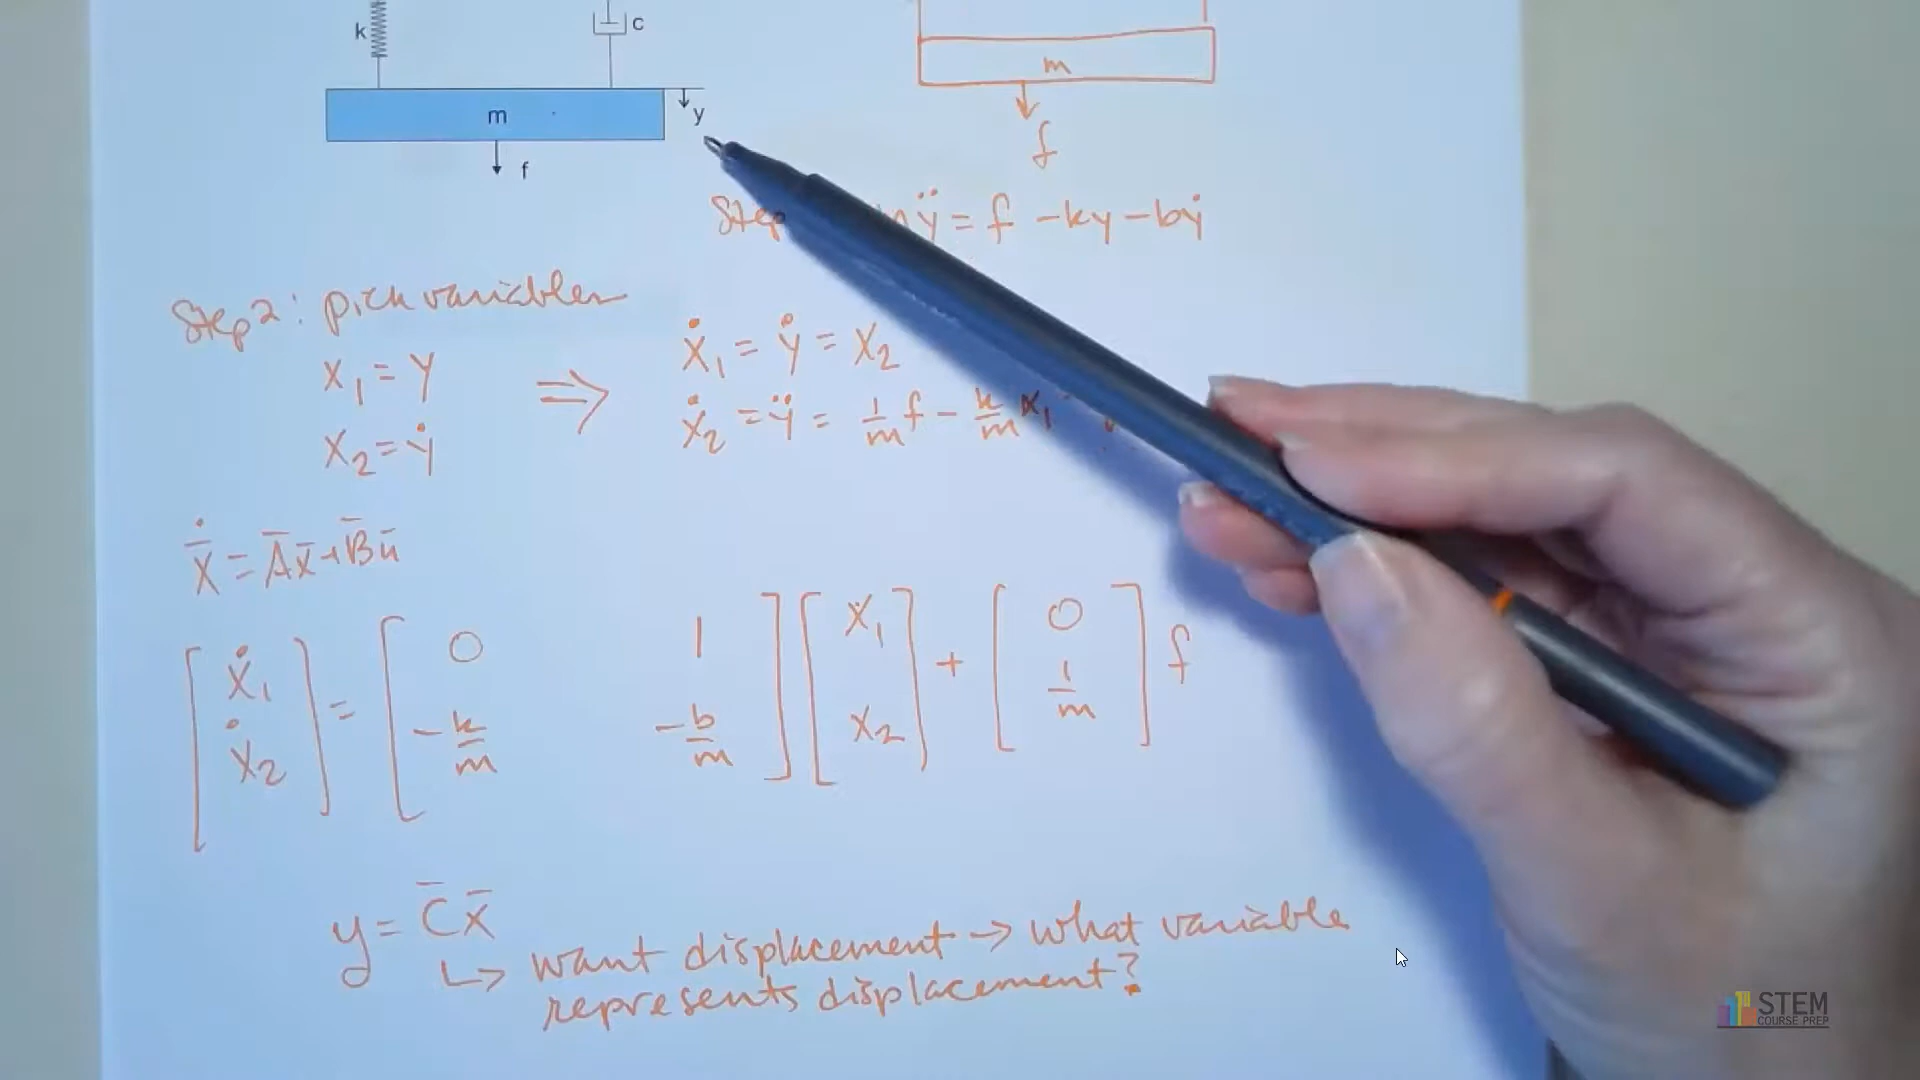 k
c
m
y
f
m
f
Step ÿ = f - ky - bẏ
Step 2: pick variables
x₁ = y ⇒ ẋ₁ = ẏ = x₂
x₂ = ẏ
ẋ₂ = ÿ = 1/m f - k/m x₁ -
ẋ̄ = Āx̄ + B̄ū
[ẋ₁ ẋ₂] = [0 1 -k/m -b/m] [x₁ x₂] + [0 1/m] f
y = C̄x̄
↳ want displacement → what variable
represents displacement?
STEM
COURSE PREP